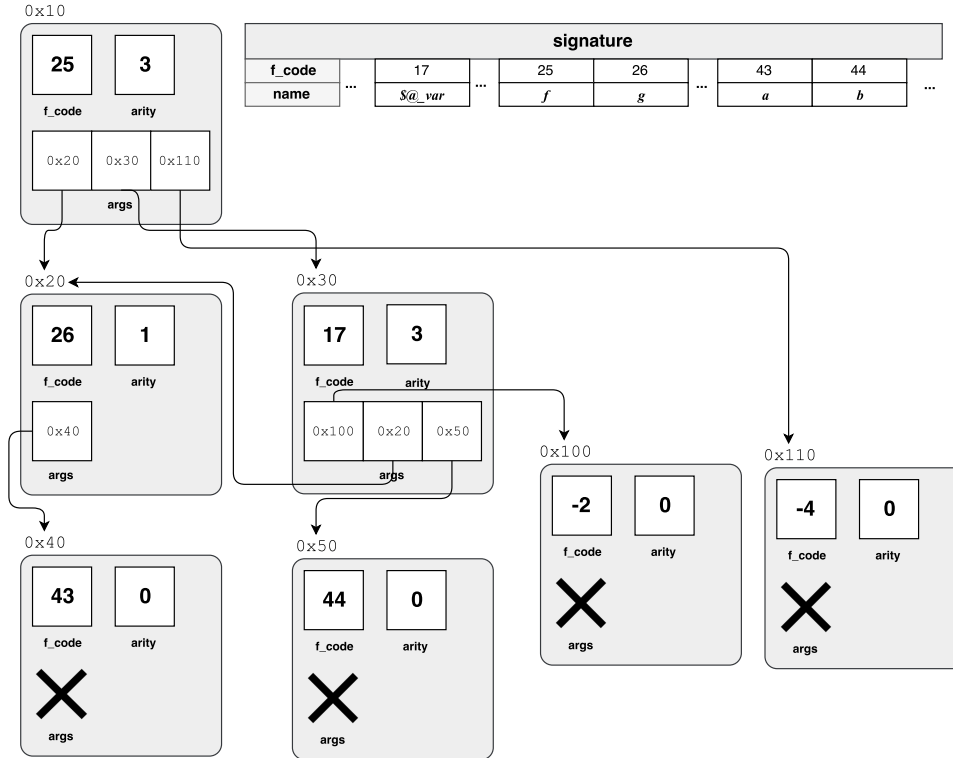 0x10
25 3
f_code arity
0x20 0x30 0x110
args
signature
f_code ... 17 ... 25 26 ... 43 44 ...
name $@_var f g a b
0x20
26 1
f_code arity
0x40
args
0x30
17 3
f_code arity
0x100 0x20 0x50
args
0x100
-2 0
f_code arity
args
0x110
-4 0
f_code arity
args
0x40
43 0
f_code arity
args
0x50
44 0
f_code arity
args